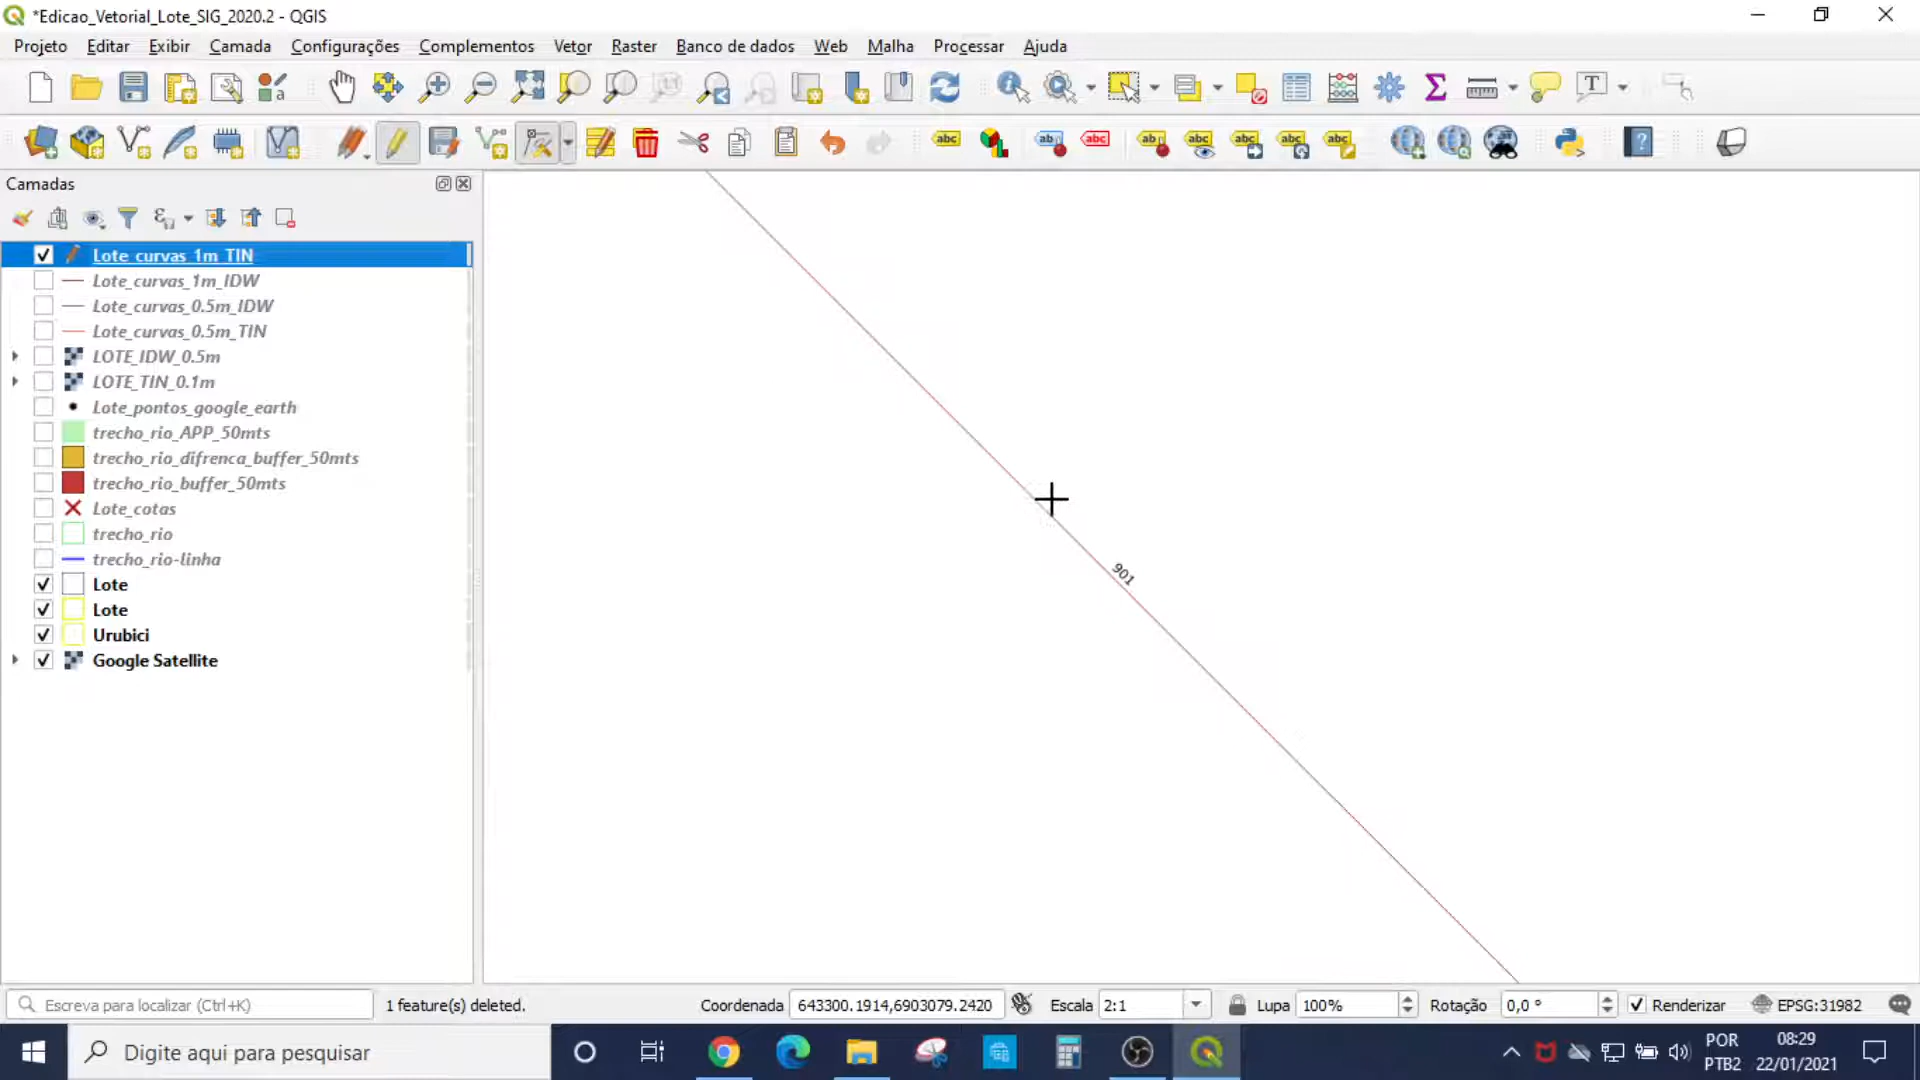 *Edicao_Vetorial_Lote_SIG_2020.2 - QGIS
Projeto Editar Exibir Camada Configurações Complementos Vetor Raster Banco de dados Web Malha Processar Ajuda
Camadas
Lote_curvas_1m_TIN
Lote_curvas_1m_IDW
Lote_curvas_0.5m_IDW
Lote_curvas_0.5m_TIN
LOTE_IDW_0.5m
LOTE_TIN_0.1m
Lote_pontos_google_earth
trecho_rio_APP_50mts
trecho_rio_difrenca_buffer_50mts
trecho_rio_buffer_50mts
Lote_cotas
trecho_rio
trecho_rio-linha
Lote
Lote
Urubici
Google Satellite
901
Escreva para localizar (Ctrl+K) 1 feature(s) deleted. Coordenada 643300.1914,6903079.2420 Escala 2:1 Lupa 100% Rotação 0,0 ° Renderizar EPSG:31982
Digite aqui para pesquisar
POR 08:29
PTB2 22/01/2021